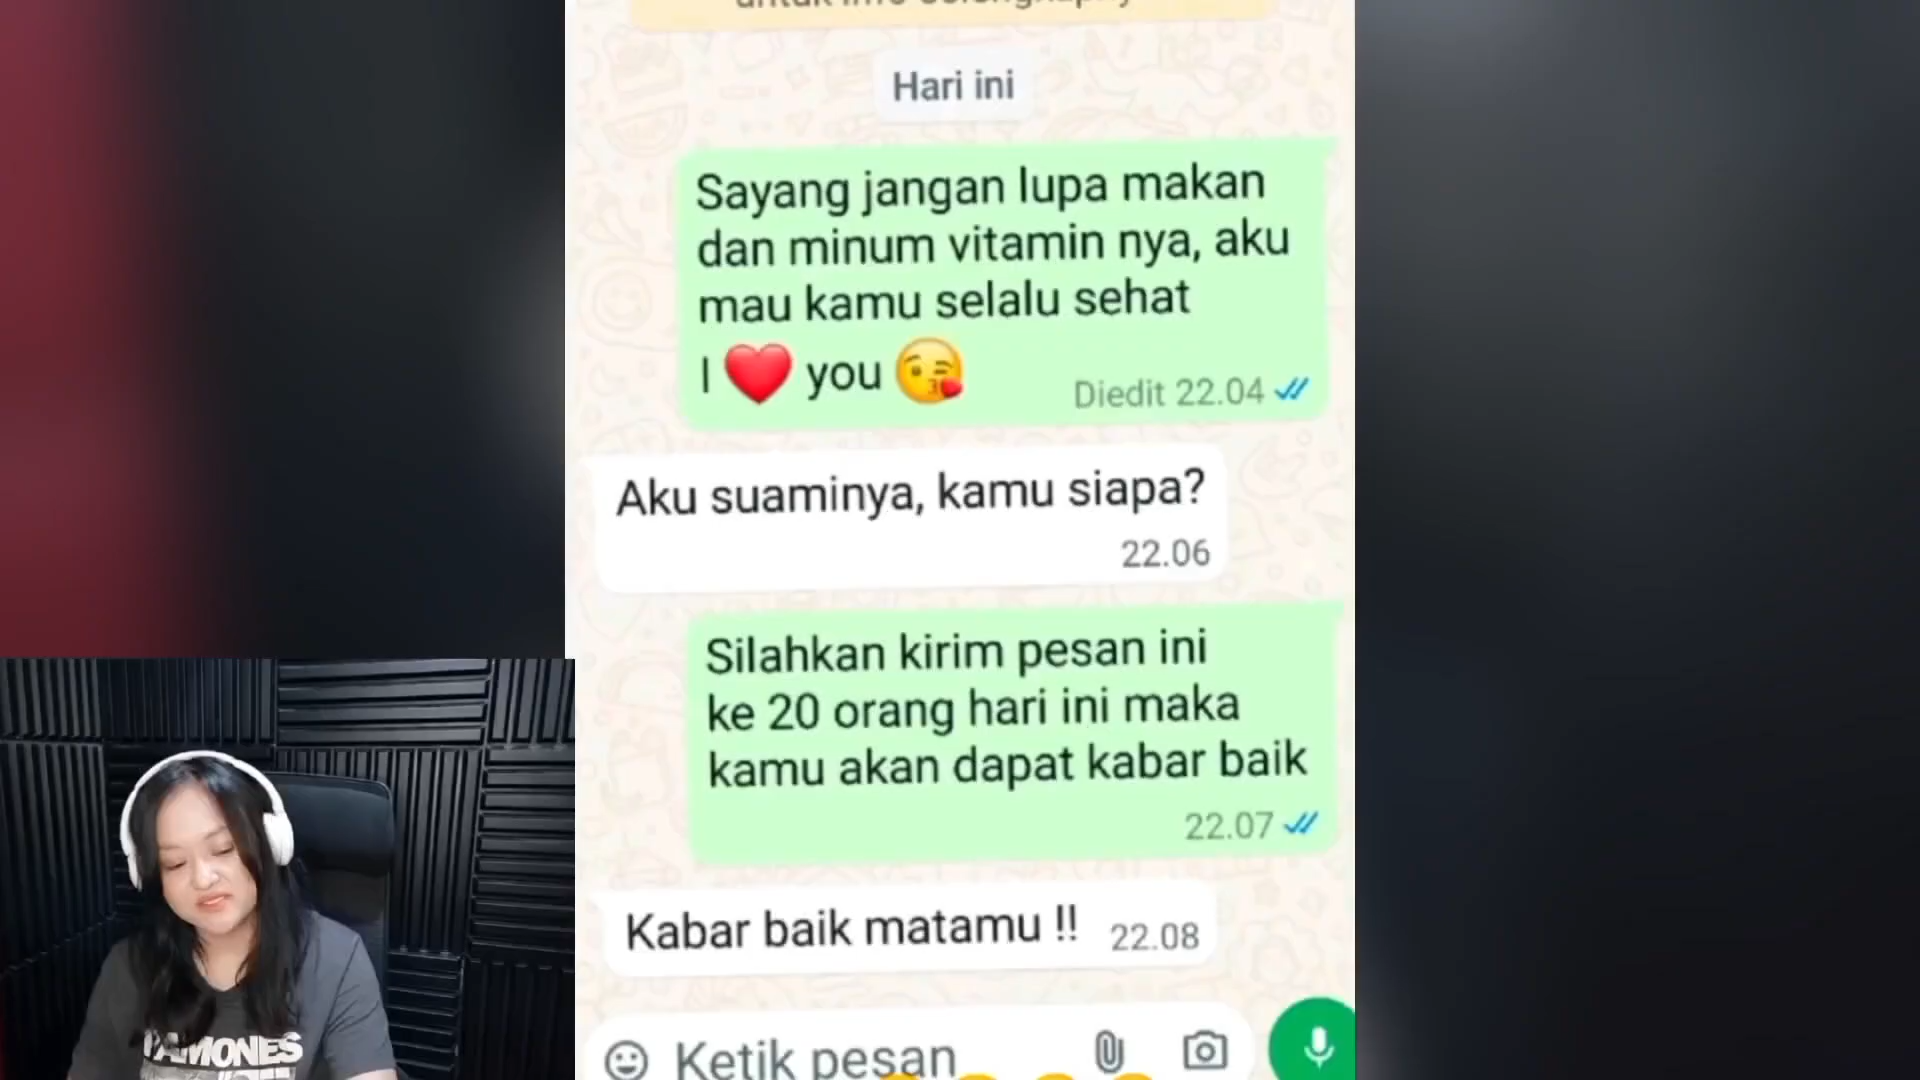 Hari ini
Sayang jangan lupa makan
dan minum vitamin nya, aku
mau kamu selalu sehat
I ❤️ you 😘
Diedit 22.04
Aku suaminya, kamu siapa?
22.06
Silahkan kirim pesan ini
ke 20 orang hari ini maka
kamu akan dapat kabar baik
22.07
Kabar baik matamu !! 22.08
Ketik pesan
RAMONES